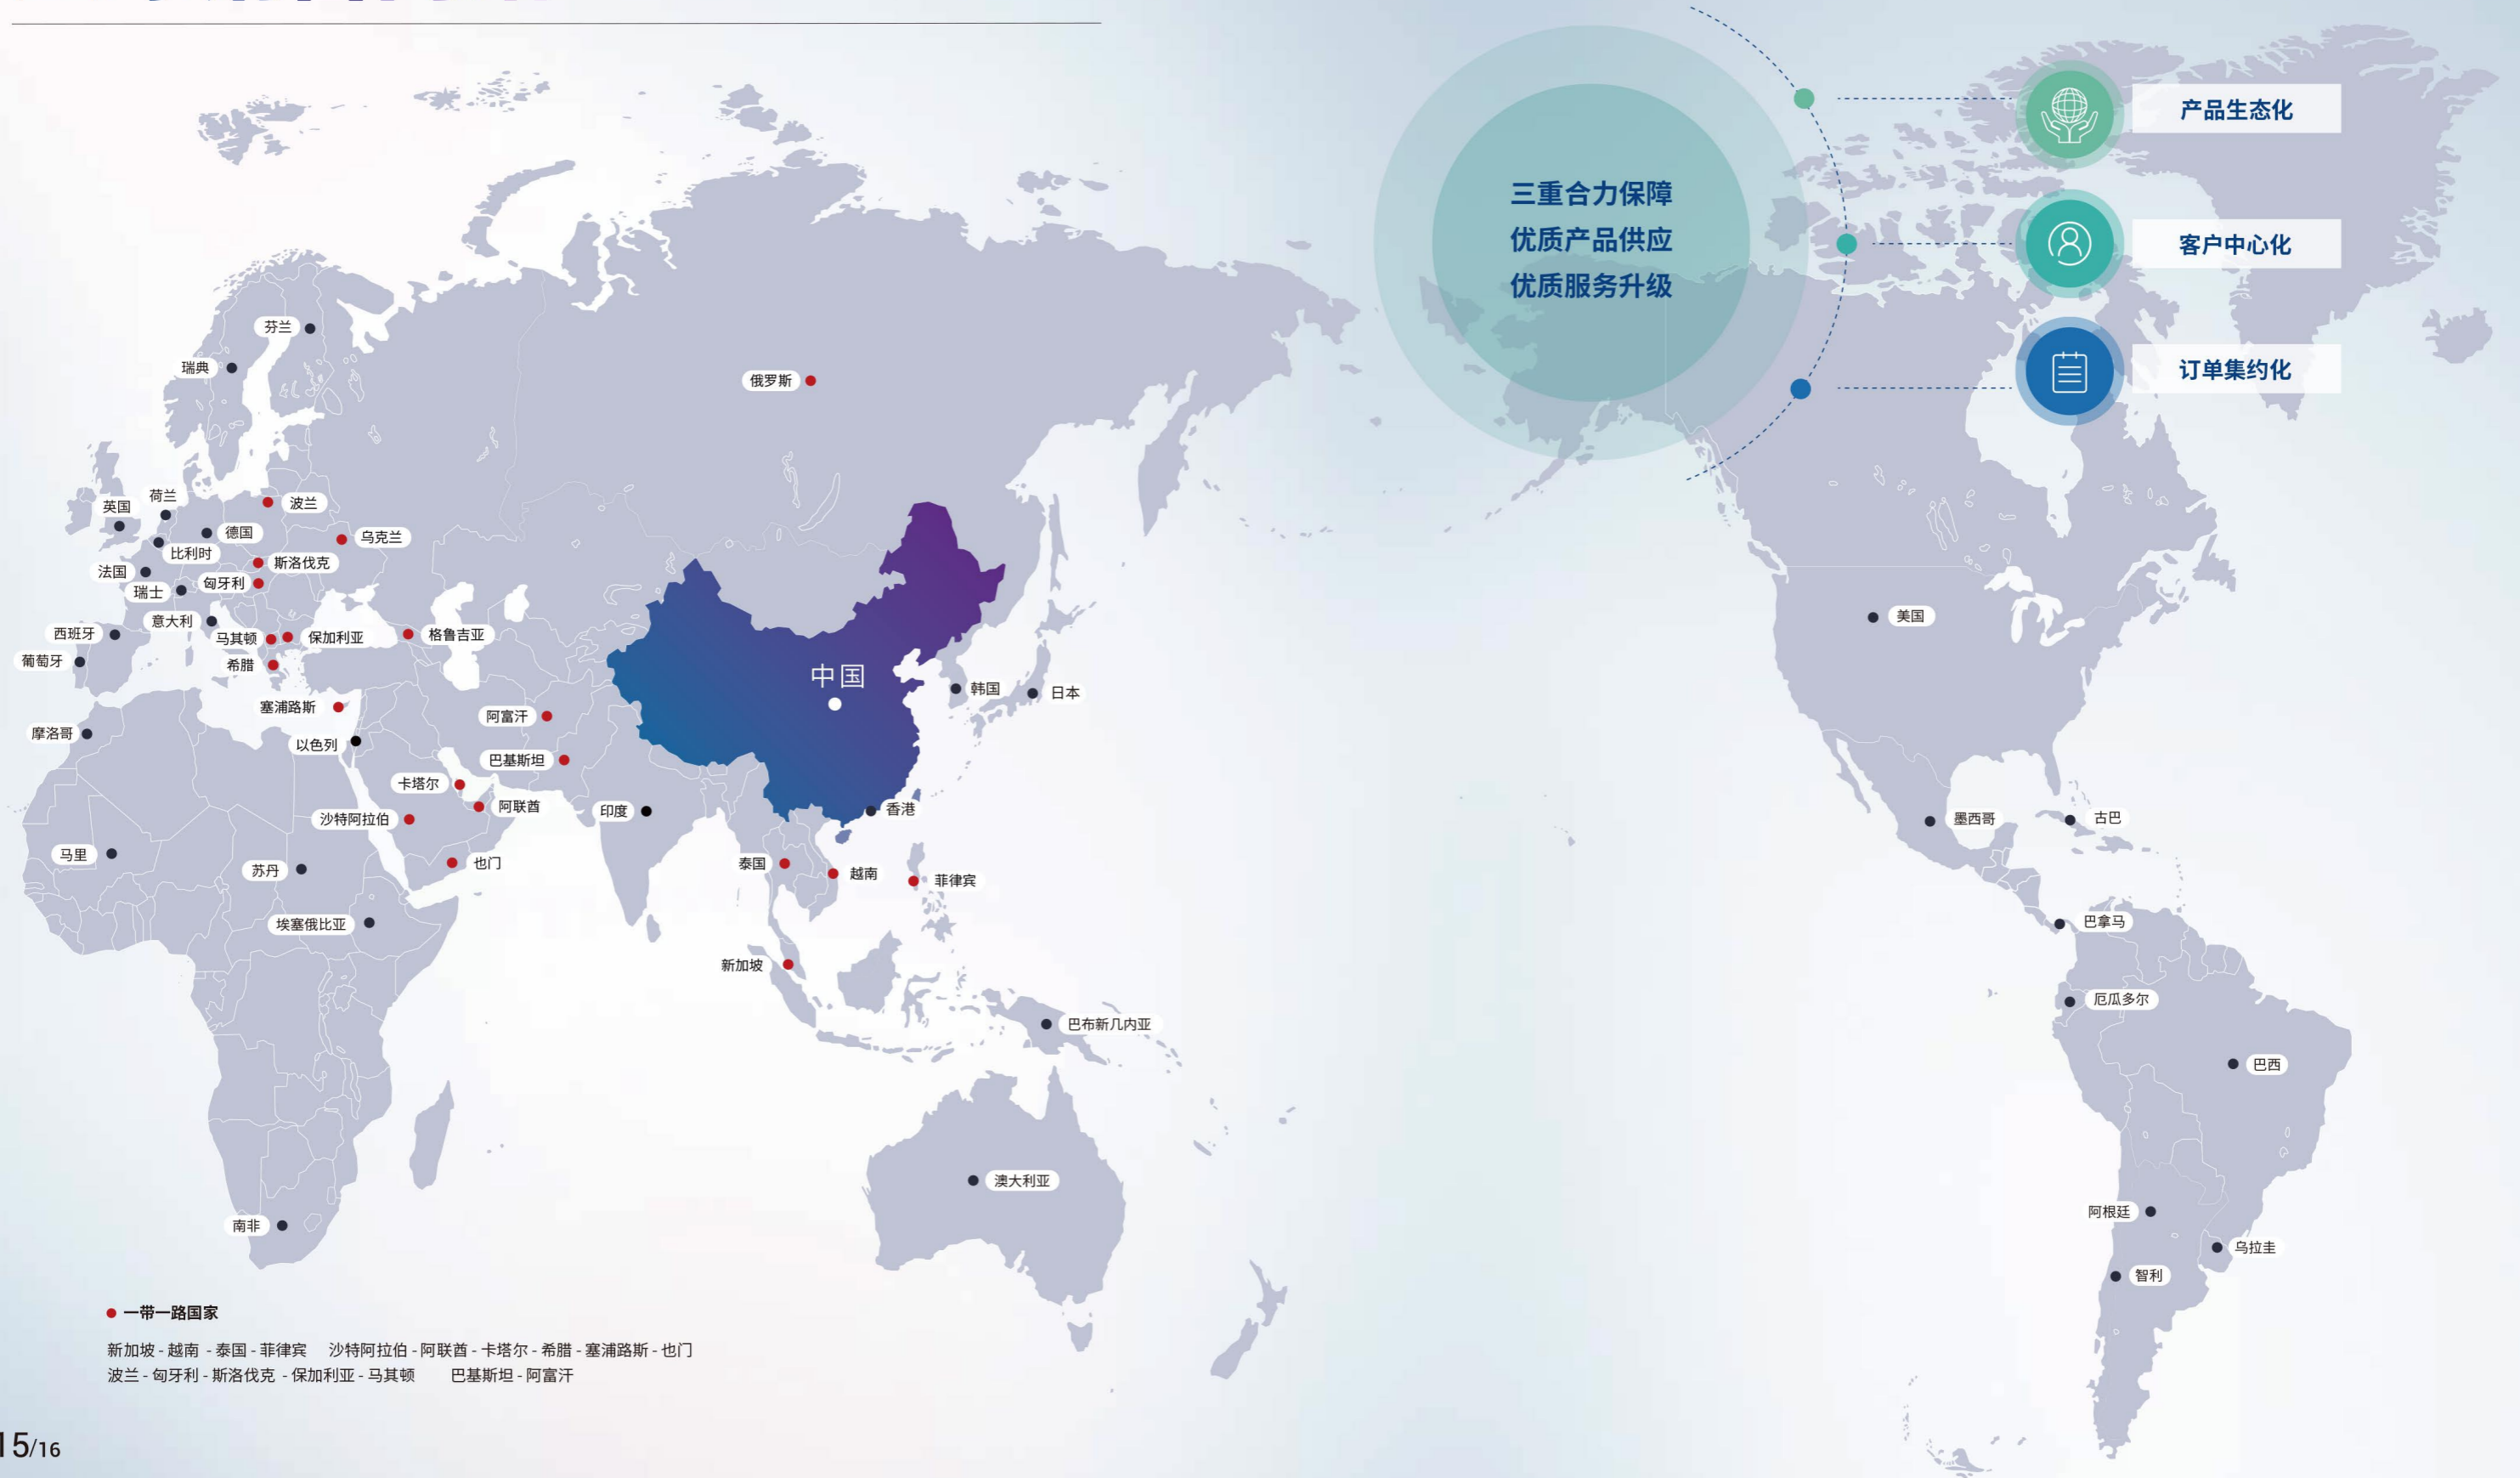 三重合力保障
优质产品供应
优质服务升级
产品生态化
客户中心化
订单集约化
芬兰
瑞典
俄罗斯
英国
荷兰
波兰
德国
乌克兰
比利时
斯洛伐克
法国
匈牙利
瑞士
意大利
西班牙
马其顿
保加利亚
格鲁吉亚
葡萄牙
希腊
塞浦路斯
摩洛哥
以色列
阿富汗
巴基斯坦
卡塔尔
阿联酋
沙特阿拉伯
印度
中国
韩国
日本
香港
马里
苏丹
也门
泰国
越南
菲律宾
埃塞俄比亚
新加坡
巴布新几内亚
澳大利亚
南非
美国
墨西哥
古巴
巴拿马
厄瓜多尔
巴西
阿根廷
乌拉圭
智利
一带一路国家
新加坡 - 越南 - 泰国 - 菲律宾 沙特阿拉伯 - 阿联酋 - 卡塔尔 - 希腊 - 塞浦路斯 - 也门
波兰 - 匈牙利 - 斯洛伐克 - 保加利亚 - 马其顿 巴基斯坦 - 阿富汗
15/16